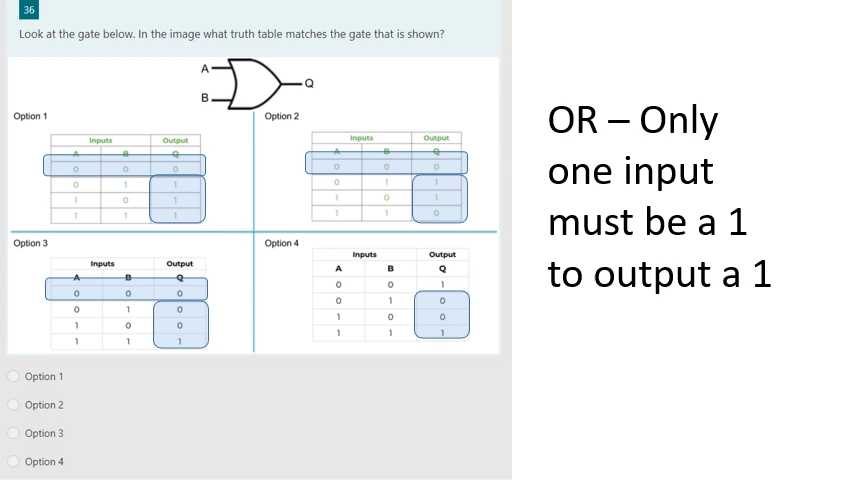 36
Look at the gate below. In the image what truth table matches the gate that is shown?
A
Q
B
Option 1
Inputs Output
A B Q
0 0 0
0 1 1
1 0 1
1 1 1
Option 2
Inputs Output
A B Q
0 0 0
0 1 1
1 0 1
1 1 0
Option 3
Inputs Output
A B Q
0 0 0
0 1 0
1 0 0
1 1 1
Option 4
Inputs Output
A B Q
0 0 1
0 1 0
1 0 0
1 1 1
Option 1
Option 2
Option 3
Option 4
OR – Only
one input
must be a 1
to output a 1